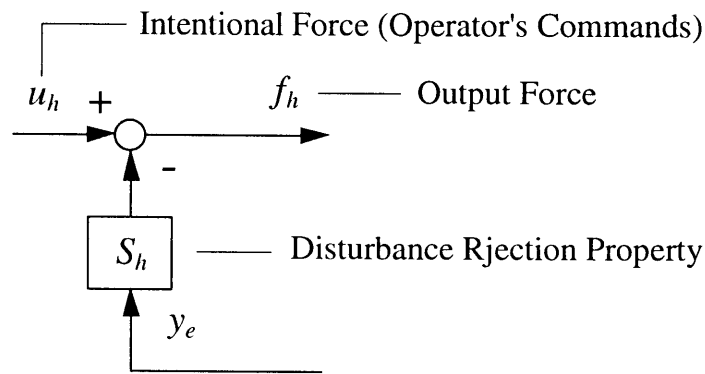 Intentional Force (Operator's Commands)
u_h + f_h Output Force
-
S_h Disturbance Rjection Property
y_e